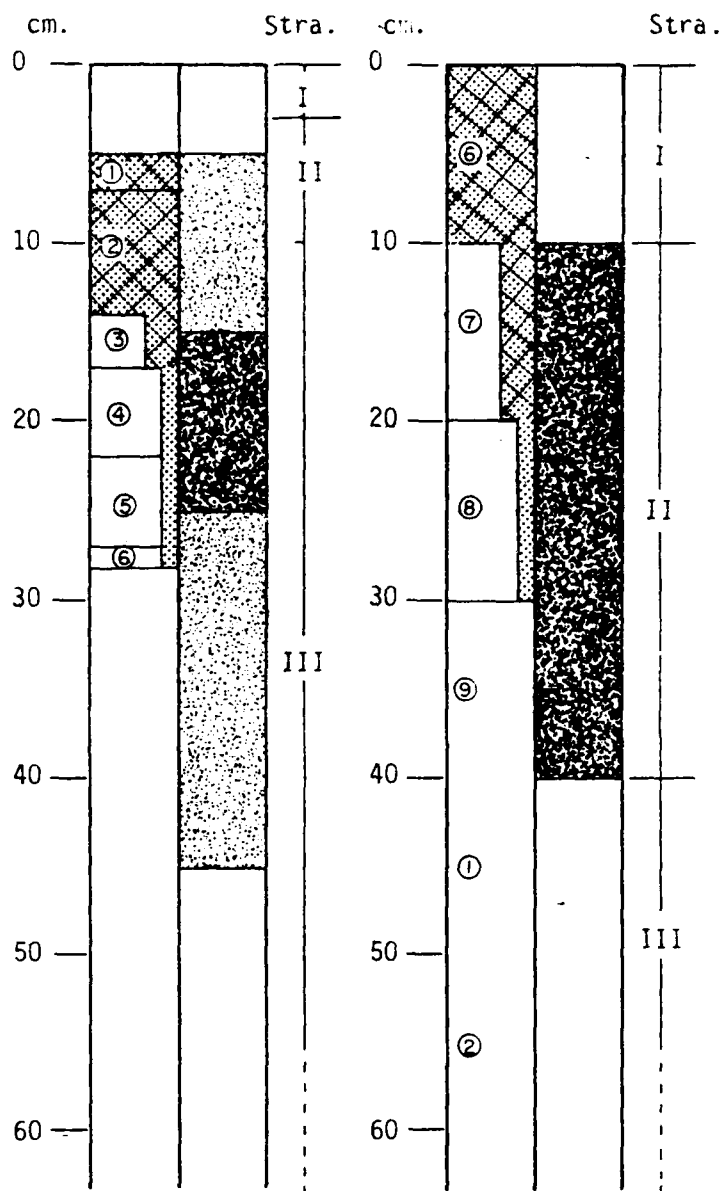 cm. Stra. cm. Stra.
0 0
I
① II ⑥ I
10 ② 10
③ ⑦
20 ④ 20
⑤ ⑧ II
⑥
30 30
III ⑨
40 40
①
50 III 50
②
60 60